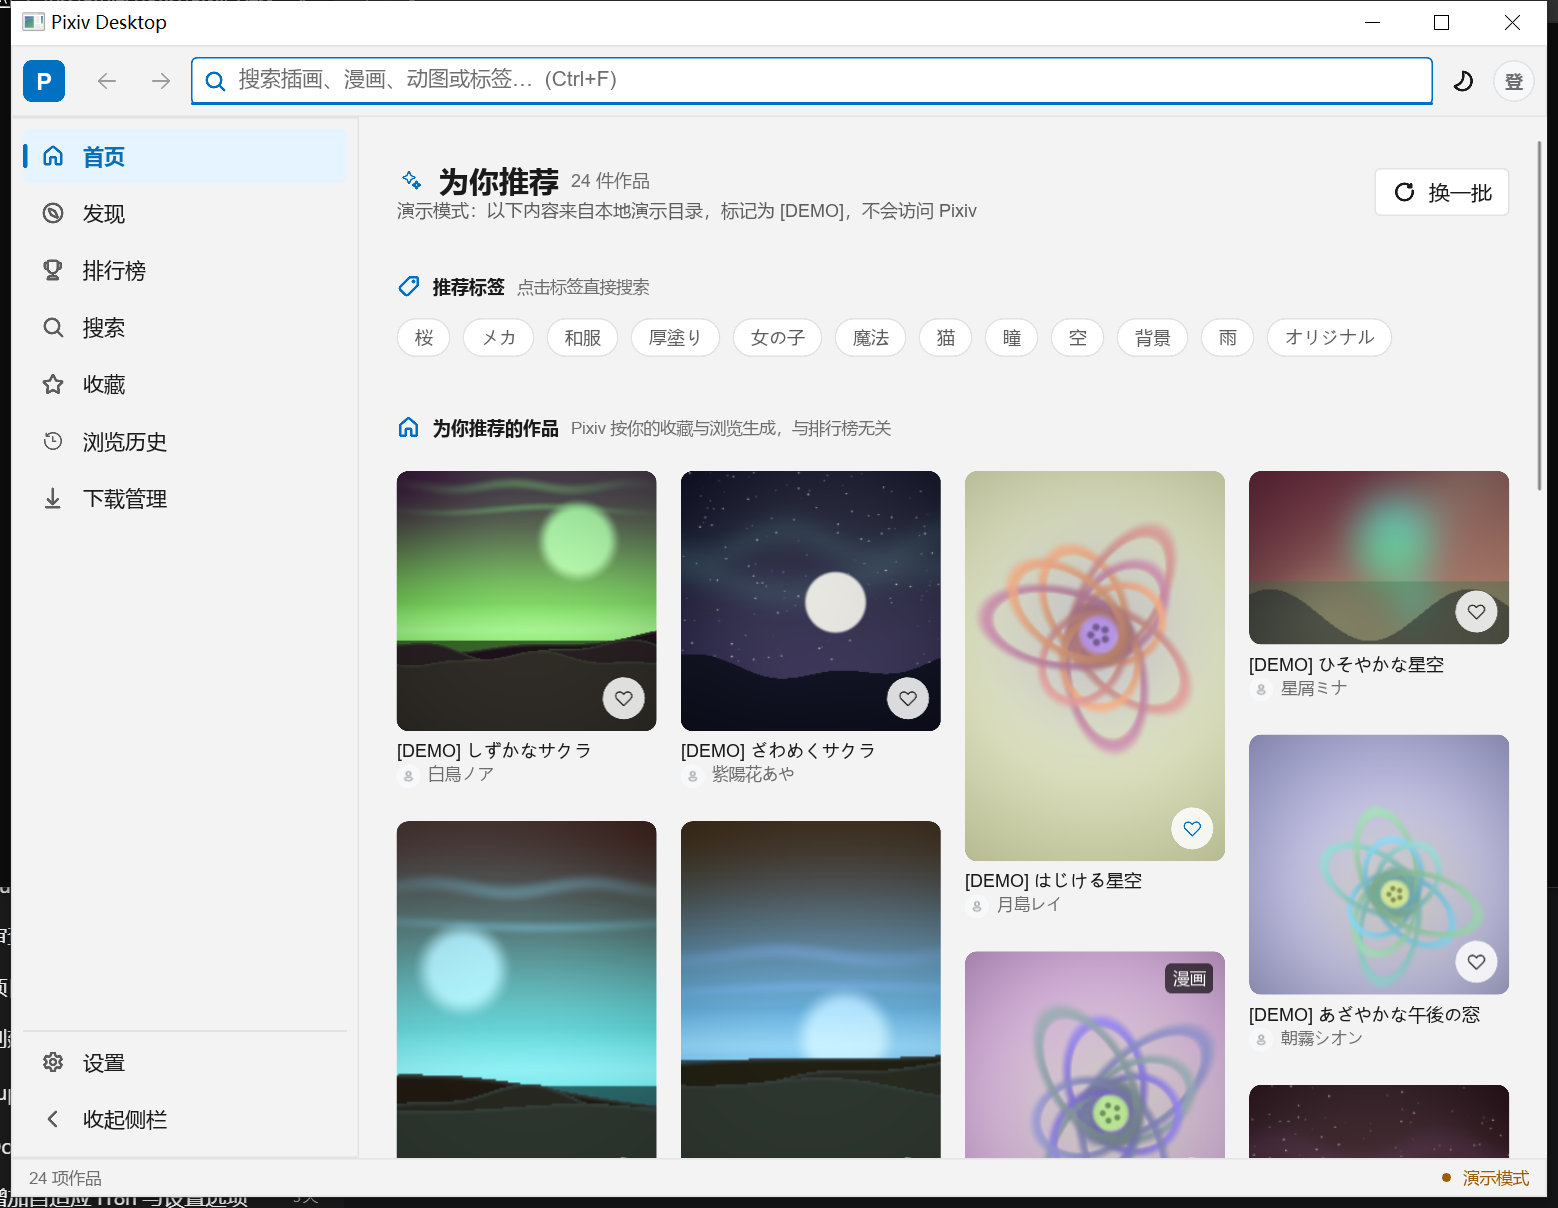 Pixiv Desktop
P
搜索插画、漫画、动图或标签… (Ctrl+F)
登
首页
发现
排行榜
搜索
收藏
浏览历史
下载管理
设置
收起侧栏
为你推荐 24 件作品
换一批
演示模式：以下内容来自本地演示目录，标记为 [DEMO]，不会访问 Pixiv
推荐标签 点击标签直接搜索
桜 メカ 和服 厚塗り 女の子 魔法 猫 瞳 空 背景 雨 オリジナル
为你推荐的作品 Pixiv 按你的收藏与浏览生成，与排行榜无关
[DEMO] しずかなサクラ
白鳥ノア
[DEMO] ざわめくサクラ
紫陽花あや
[DEMO] はじける星空
月島レイ
[DEMO] ひそやかな星空
星屑ミナ
[DEMO] あざやかな午後の窓
朝霧シオン
漫画
24 项作品
演示模式